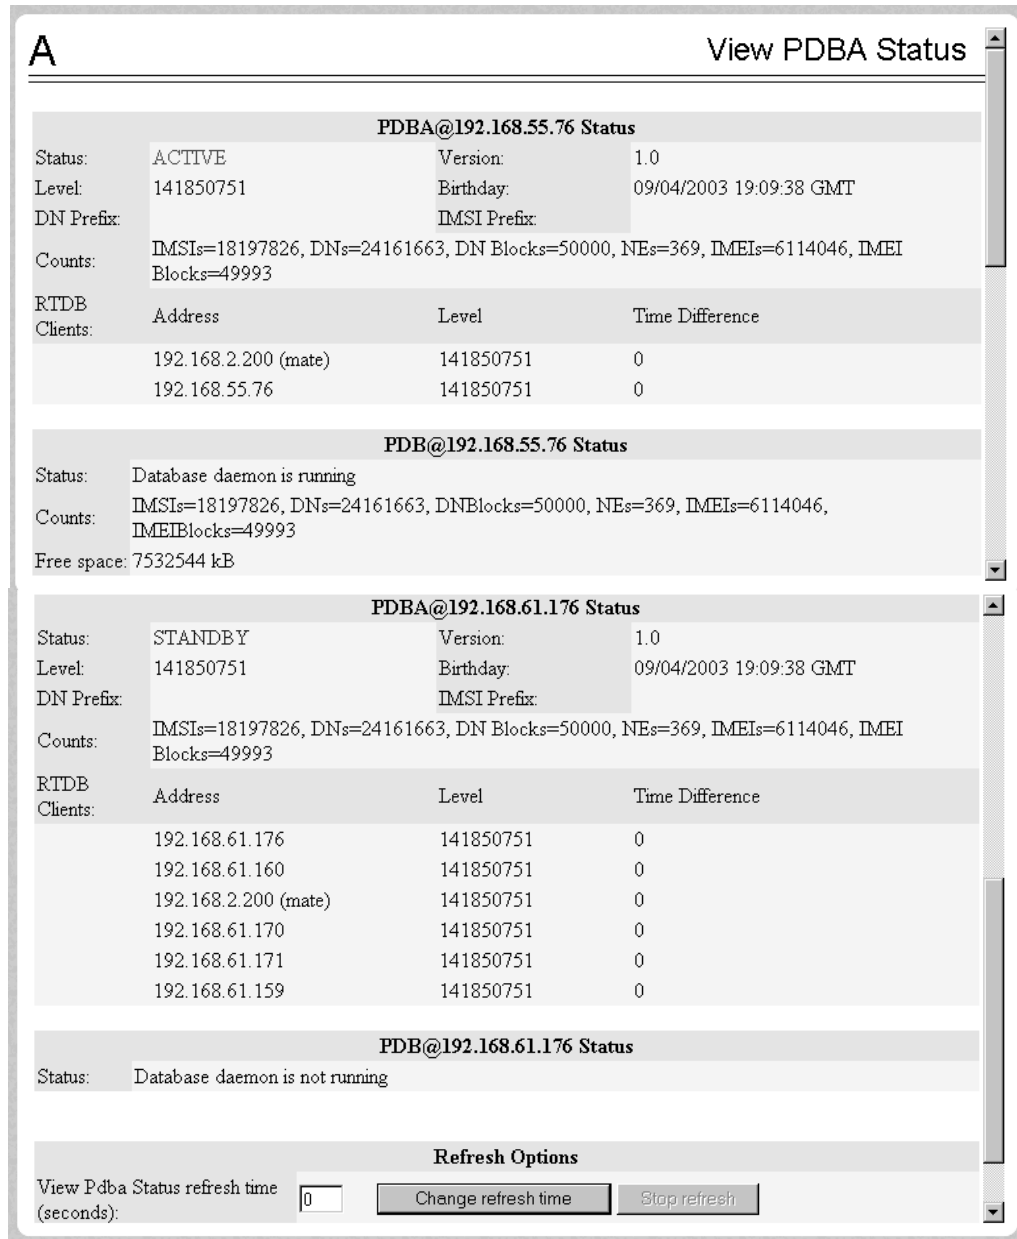 A
View PDBA Status
PDBA@192.168.55.76 Status
Status: ACTIVE Version: 1.0
Level: 141850751 Birthday: 09/04/2003 19:09:38 GMT
DN Prefix: IMSI Prefix:
Counts: IMSIs=18197826, DNs=24161663, DN Blocks=50000, NEs=369, IMEIs=6114046, IMEI
Blocks=49993
RTDB
Clients: Address Level Time Difference
192.168.2.200 (mate) 141850751 0
192.168.55.76 141850751 0
PDB@192.168.55.76 Status
Status: Database daemon is running
Counts: IMSIs=18197826, DNs=24161663, DNBlocks=50000, NEs=369, IMEIs=6114046,
IMEIBlocks=49993
Free space: 7532544 kB
PDBA@192.168.61.176 Status
Status: STANDBY Version: 1.0
Level: 141850751 Birthday: 09/04/2003 19:09:38 GMT
DN Prefix: IMSI Prefix:
Counts: IMSIs=18197826, DNs=24161663, DN Blocks=50000, NEs=369, IMEIs=6114046, IMEI
Blocks=49993
RTDB
Clients: Address Level Time Difference
192.168.61.176 141850751 0
192.168.61.160 141850751 0
192.168.2.200 (mate) 141850751 0
192.168.61.170 141850751 0
192.168.61.171 141850751 0
192.168.61.159 141850751 0
PDB@192.168.61.176 Status
Status: Database daemon is not running
Refresh Options
View Pdba Status refresh time
(seconds): 0 Change refresh time Stop refresh